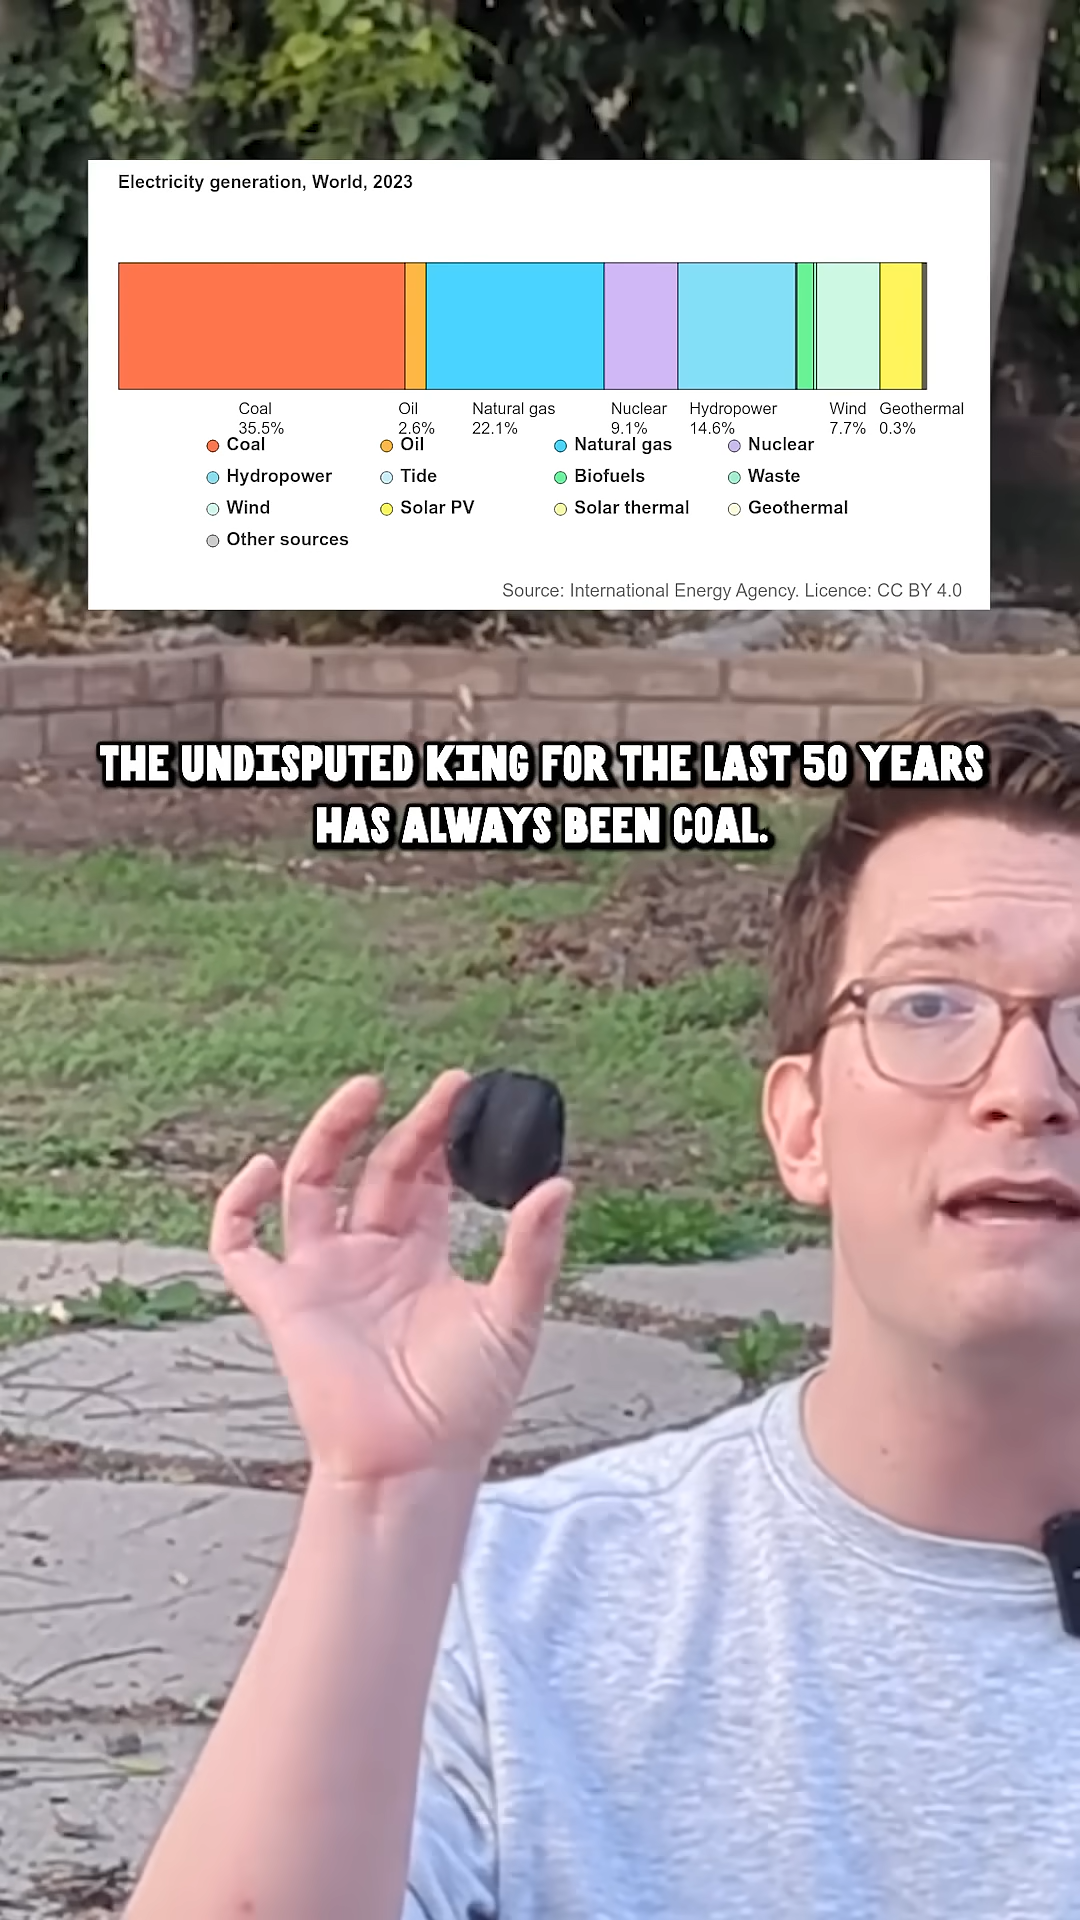 Electricity generation, World, 2023
Coal Oil Natural gas Nuclear Hydropower Wind Geothermal
35.5% 2.6% 22.1% 9.1% 14.6% 7.7% 0.3%
Coal Oil Natural gas Nuclear
Hydropower Tide Biofuels Waste
Wind Solar PV Solar thermal Geothermal
Other sources
Source: International Energy Agency. Licence: CC BY 4.0
THE UNDISPUTED KING FOR THE LAST 50 YEARS
HAS ALWAYS BEEN COAL.